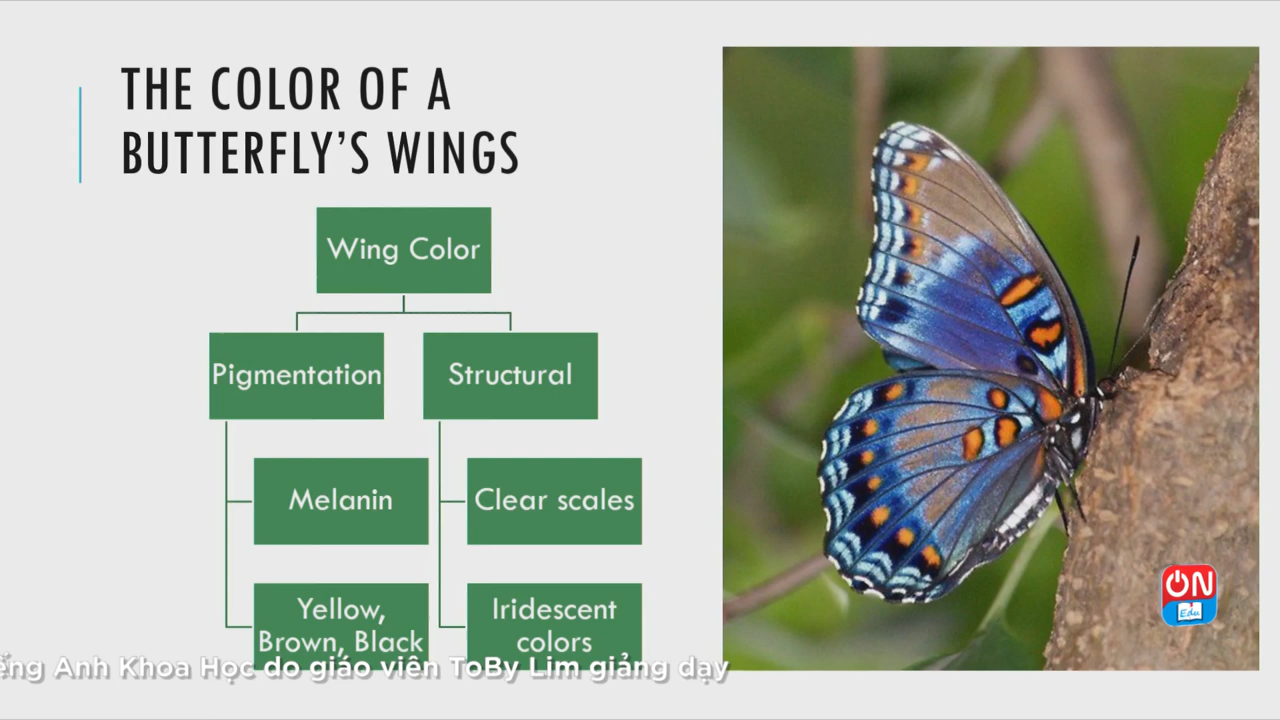 THE COLOR OF A
BUTTERFLY'S WINGS
Wing Color
Pigmentation
Structural
Melanin
Clear scales
Yellow,
Brown, Black
Iridescent
colors
Anh Khoa Học do giáo viên ToBy Lim giảng dạy
ON
Edu